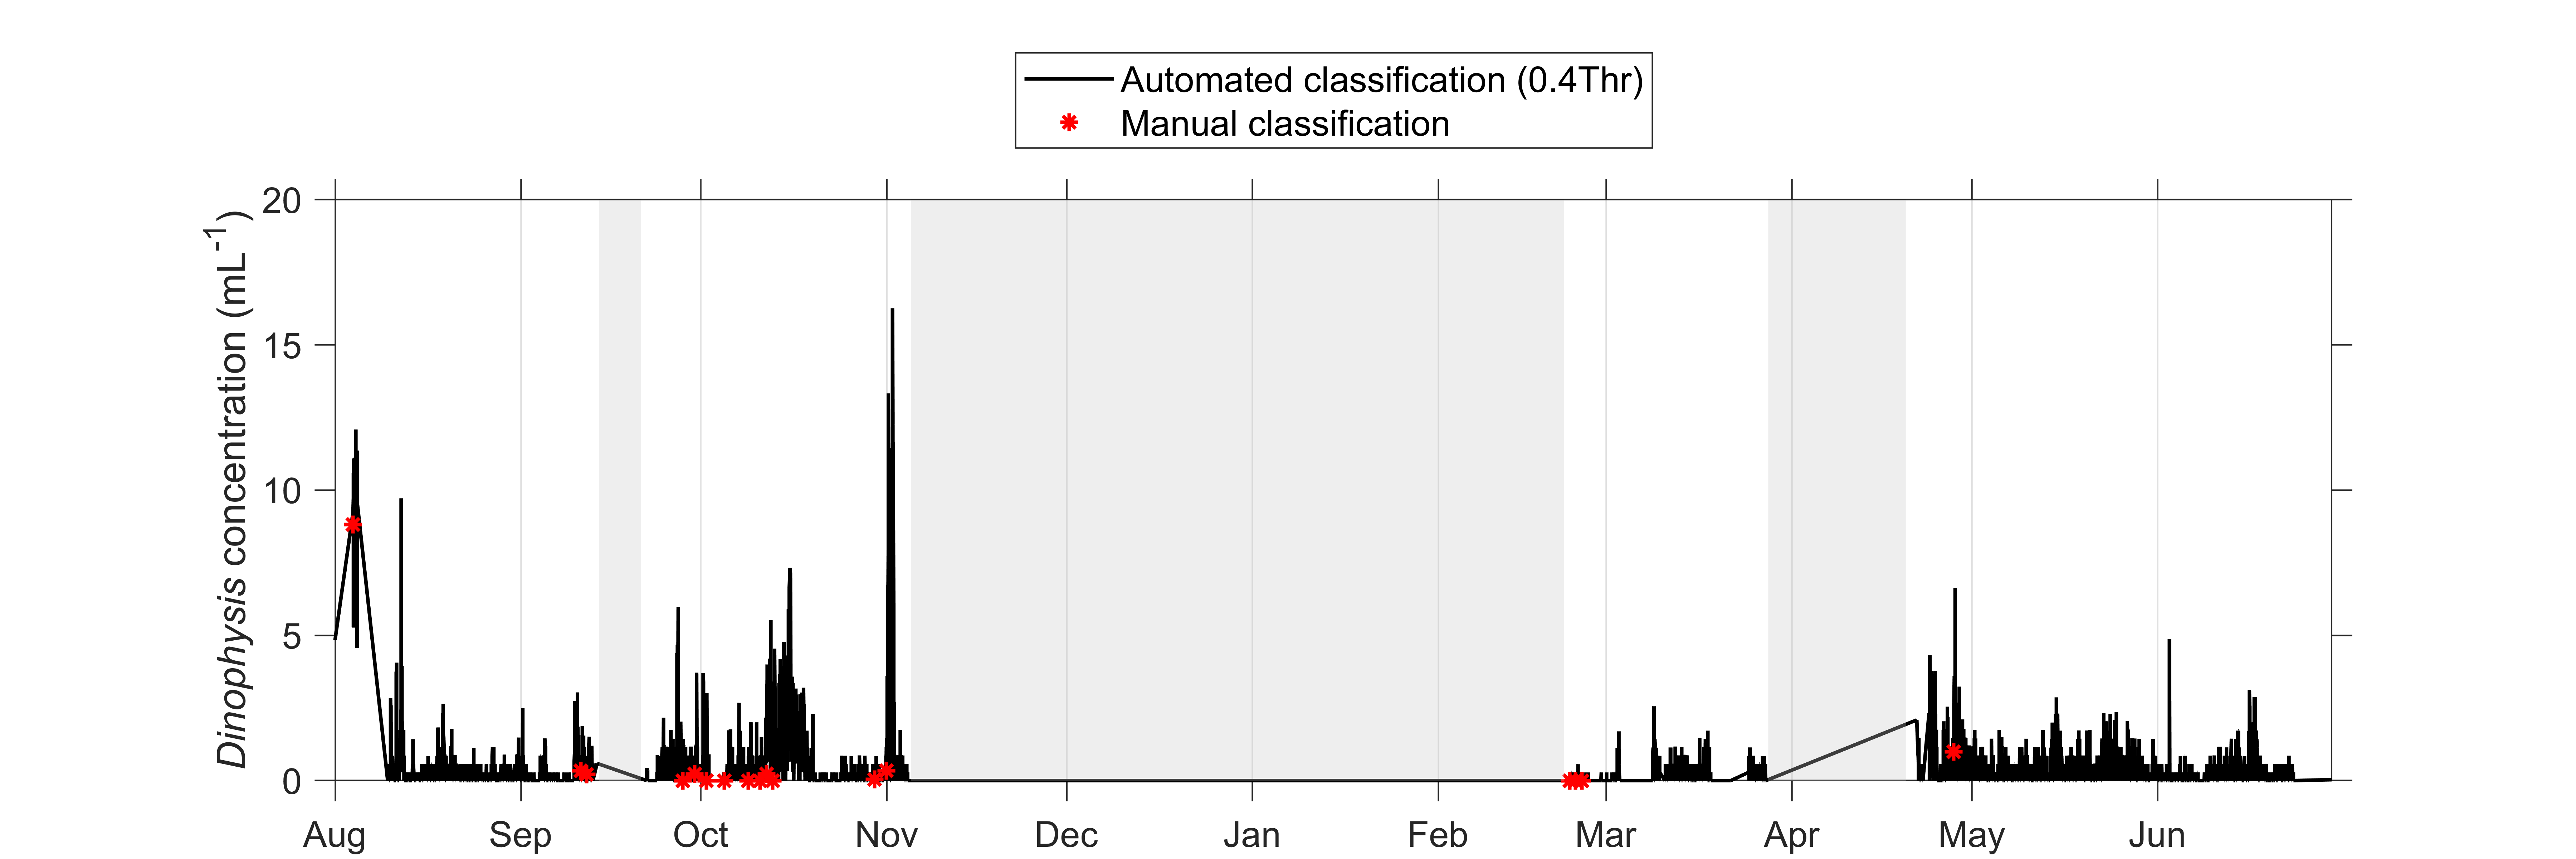 Automated classification (0.4Thr)
Manual classification
Dinophysis concentration (mL⁻¹)
20
15
10
5
0
Aug Sep Oct Nov Dec Jan Feb Mar Apr May Jun